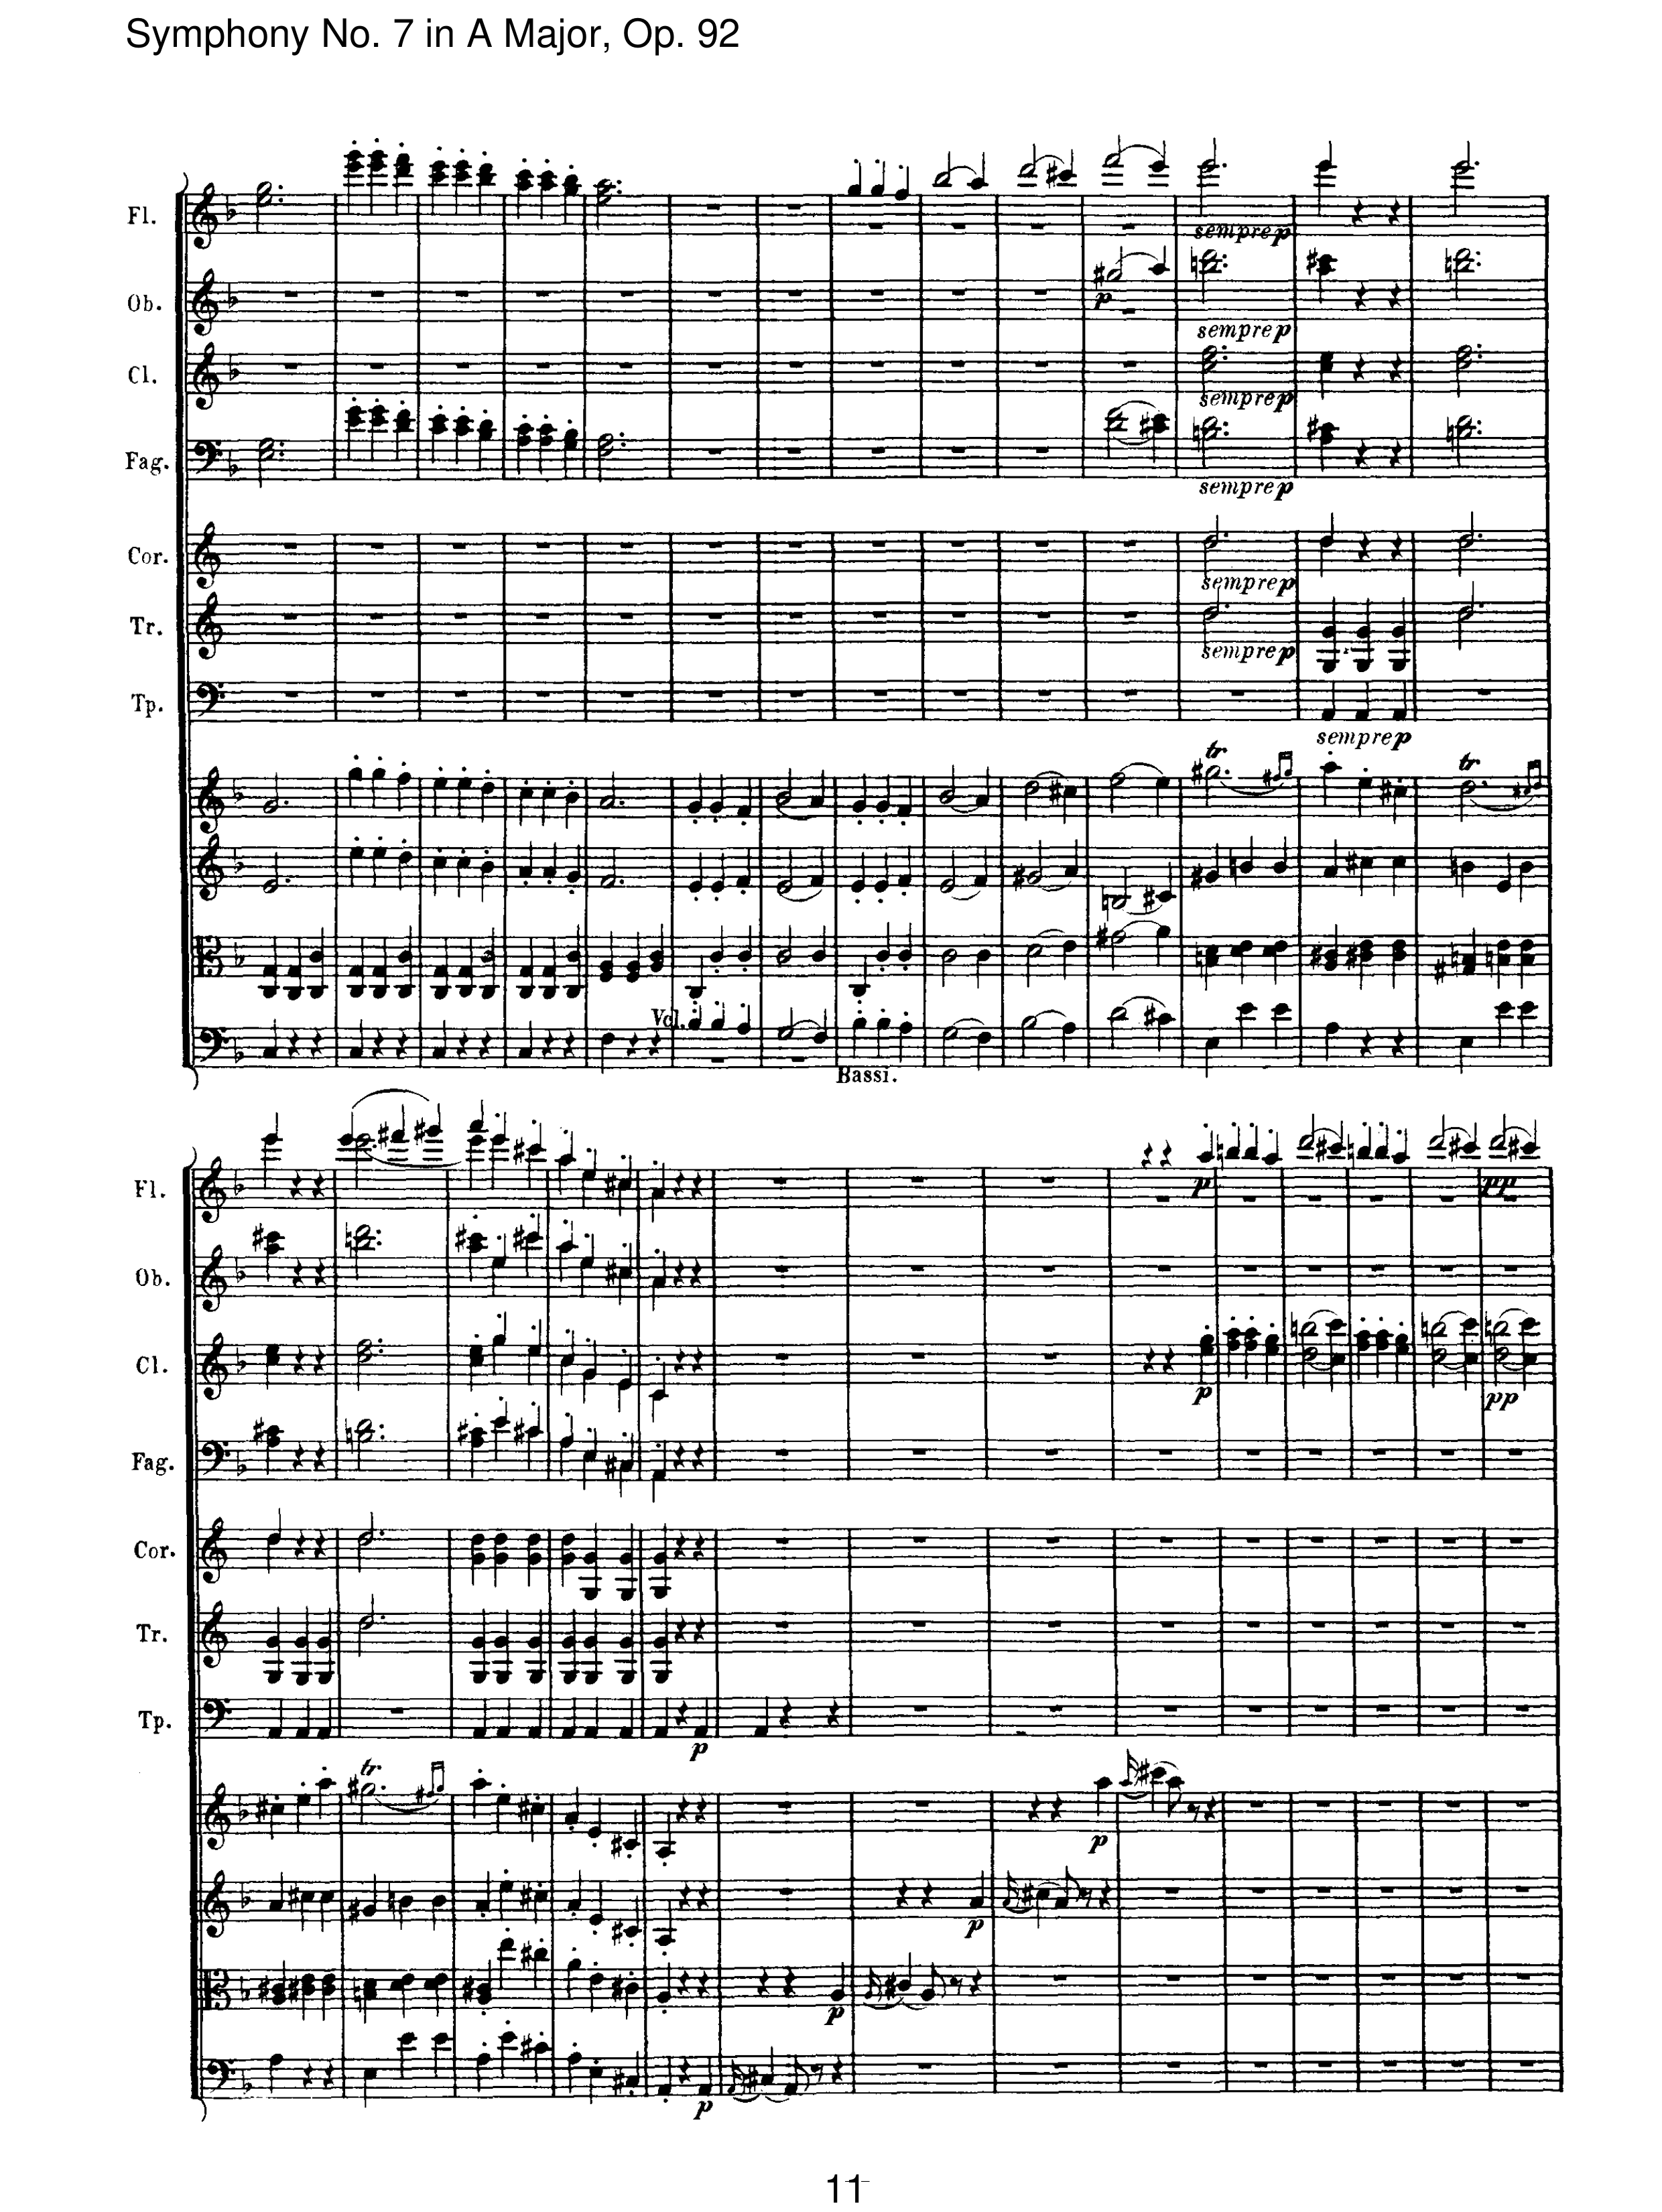 Symphony No. 7 in A Major, Op. 92
Fl.
sempre p
Ob.
p
sempre p
Cl.
sempre p
Fag.
sempre p
Cor.
sempre p
Tr.
sempre p
Tp.
sempre p
tr
tr
Vcl.
Bassi.
Fl.
p
pp
Ob.
Cl.
p
pp
Fag.
Cor.
Tr.
Tp.
p
tr
p
p
p
p
11